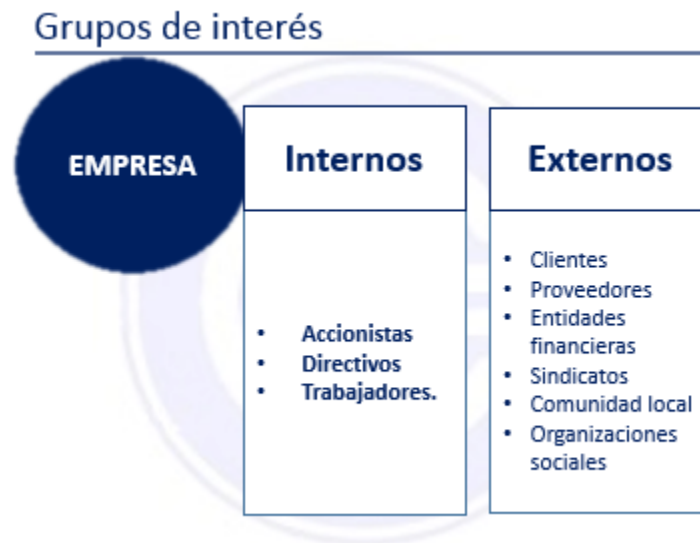 Grupos de interés
EMPRESA
Internos
• Accionistas
• Directivos
• Trabajadores.
Externos
• Clientes
• Proveedores
• Entidades
financieras
• Sindicatos
• Comunidad local
• Organizaciones
sociales